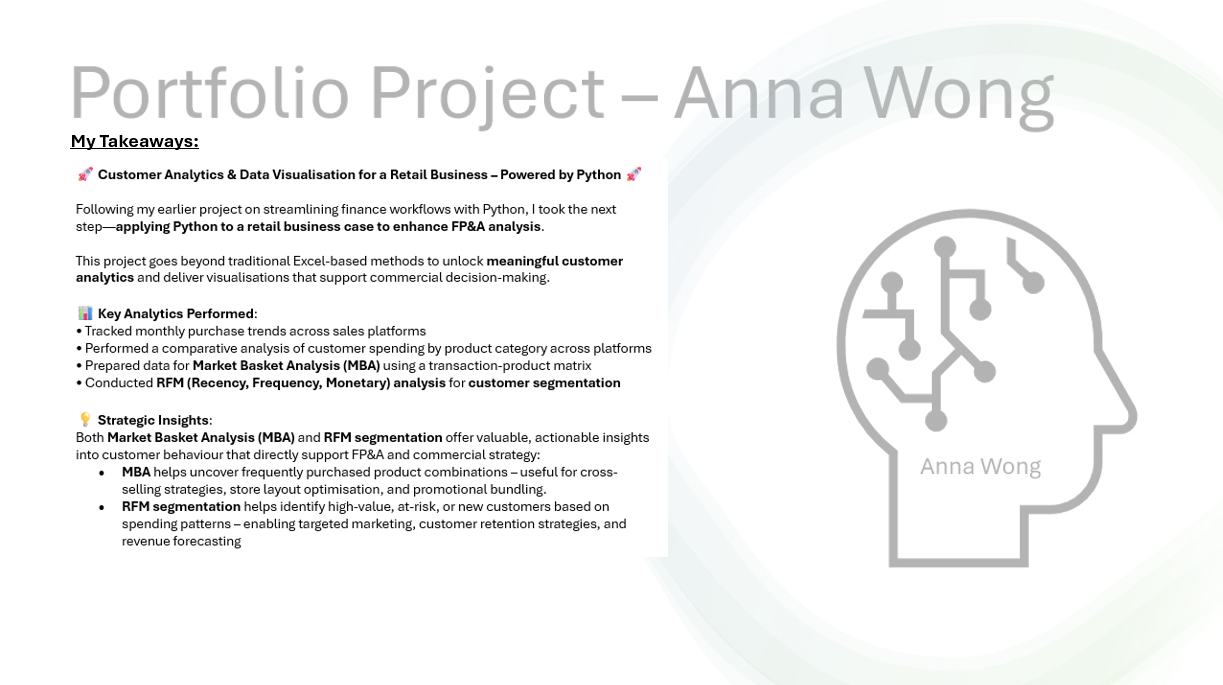 Portfolio Project – Anna Wong
My Takeaways:
🚀 Customer Analytics & Data Visualisation for a Retail Business – Powered by Python 🚀
Following my earlier project on streamlining finance workflows with Python, I took the next
step—applying Python to a retail business case to enhance FP&A analysis.
This project goes beyond traditional Excel-based methods to unlock meaningful customer
analytics and deliver visualisations that support commercial decision-making.
📊 Key Analytics Performed:
• Tracked monthly purchase trends across sales platforms
• Performed a comparative analysis of customer spending by product category across platforms
• Prepared data for Market Basket Analysis (MBA) using a transaction-product matrix
• Conducted RFM (Recency, Frequency, Monetary) analysis for customer segmentation
💡 Strategic Insights:
Both Market Basket Analysis (MBA) and RFM segmentation offer valuable, actionable insights
into customer behaviour that directly support FP&A and commercial strategy:
• MBA helps uncover frequently purchased product combinations – useful for cross-
selling strategies, store layout optimisation, and promotional bundling.
• RFM segmentation helps identify high-value, at-risk, or new customers based on
spending patterns – enabling targeted marketing, customer retention strategies, and
revenue forecasting
Anna Wong